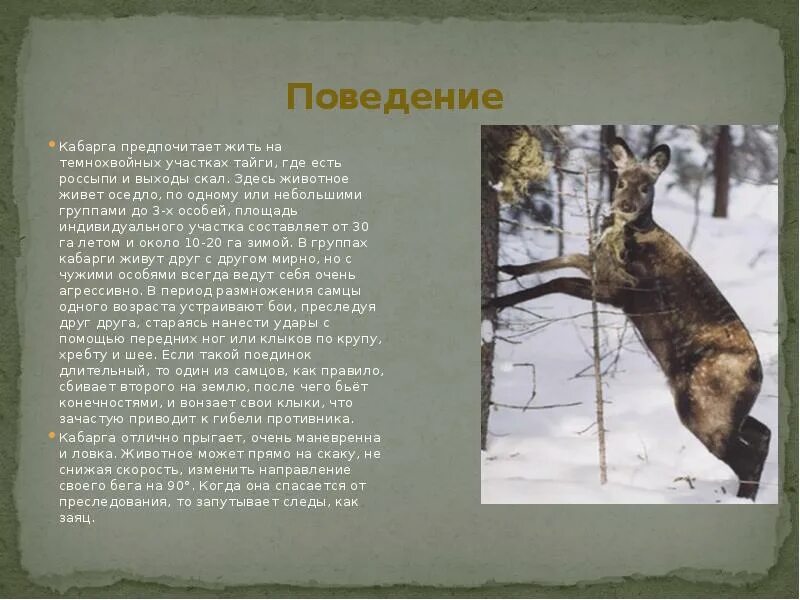 Поведение
Кабарга предпочитает жить на
темнохвойных участках тайги, где есть
россыпи и выходы скал. Здесь животное
живет оседло, по одному или небольшими
группами до 3-х особей, площадь
индивидуального участка составляет от 30
га летом и около 10-20 га зимой. В группах
кабарги живут друг с другом мирно, но с
чужими особями всегда ведут себя очень
агрессивно. В период размножения самцы
одного возраста устраивают бои, преследуя
друг друга, стараясь нанести удары с
помощью передних ног или клыков по крупу,
хребту и шее. Если такой поединок
длительный, то один из самцов, как правило,
сбивает второго на землю, после чего бьёт
конечностями, и вонзает свои клыки, что
зачастую приводит к гибели противника.
Кабарга отлично прыгает, очень маневренна
и ловка. Животное может прямо на скаку, не
снижая скорость, изменить направление
своего бега на 90°. Когда она спасается от
преследования, то запутывает следы, как
заяц.